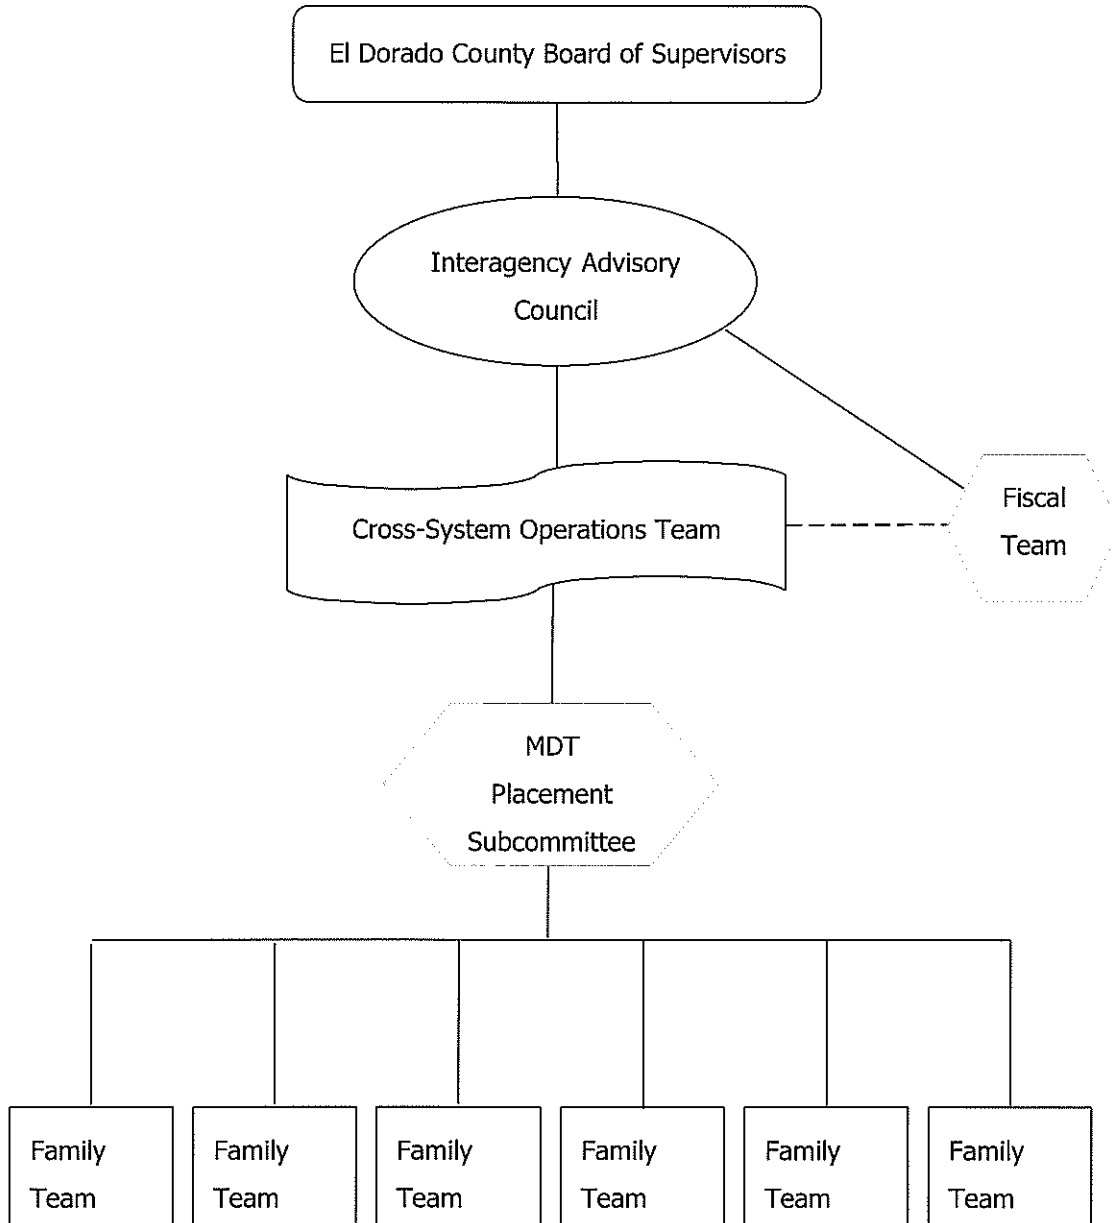 El Dorado County Board of Supervisors
Interagency Advisory
Council
Fiscal
Team
Cross-System Operations Team
MDT
Placement
Subcommittee
Family
Team
Family
Team
Family
Team
Family
Team
Family
Team
Family
Team